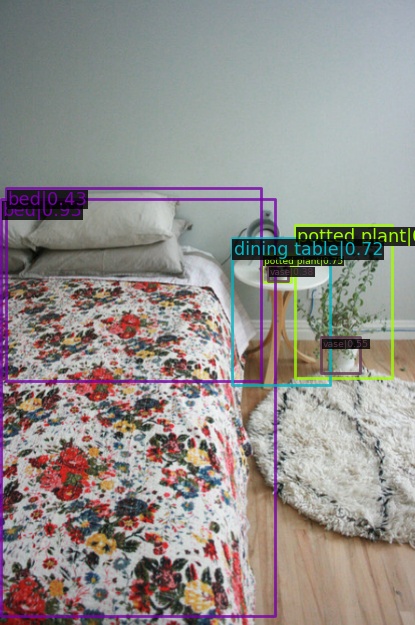 bed|0.43
bed|0.93
potted plant|0
dining table|0.72
potted plant|0.75
vase|0.55